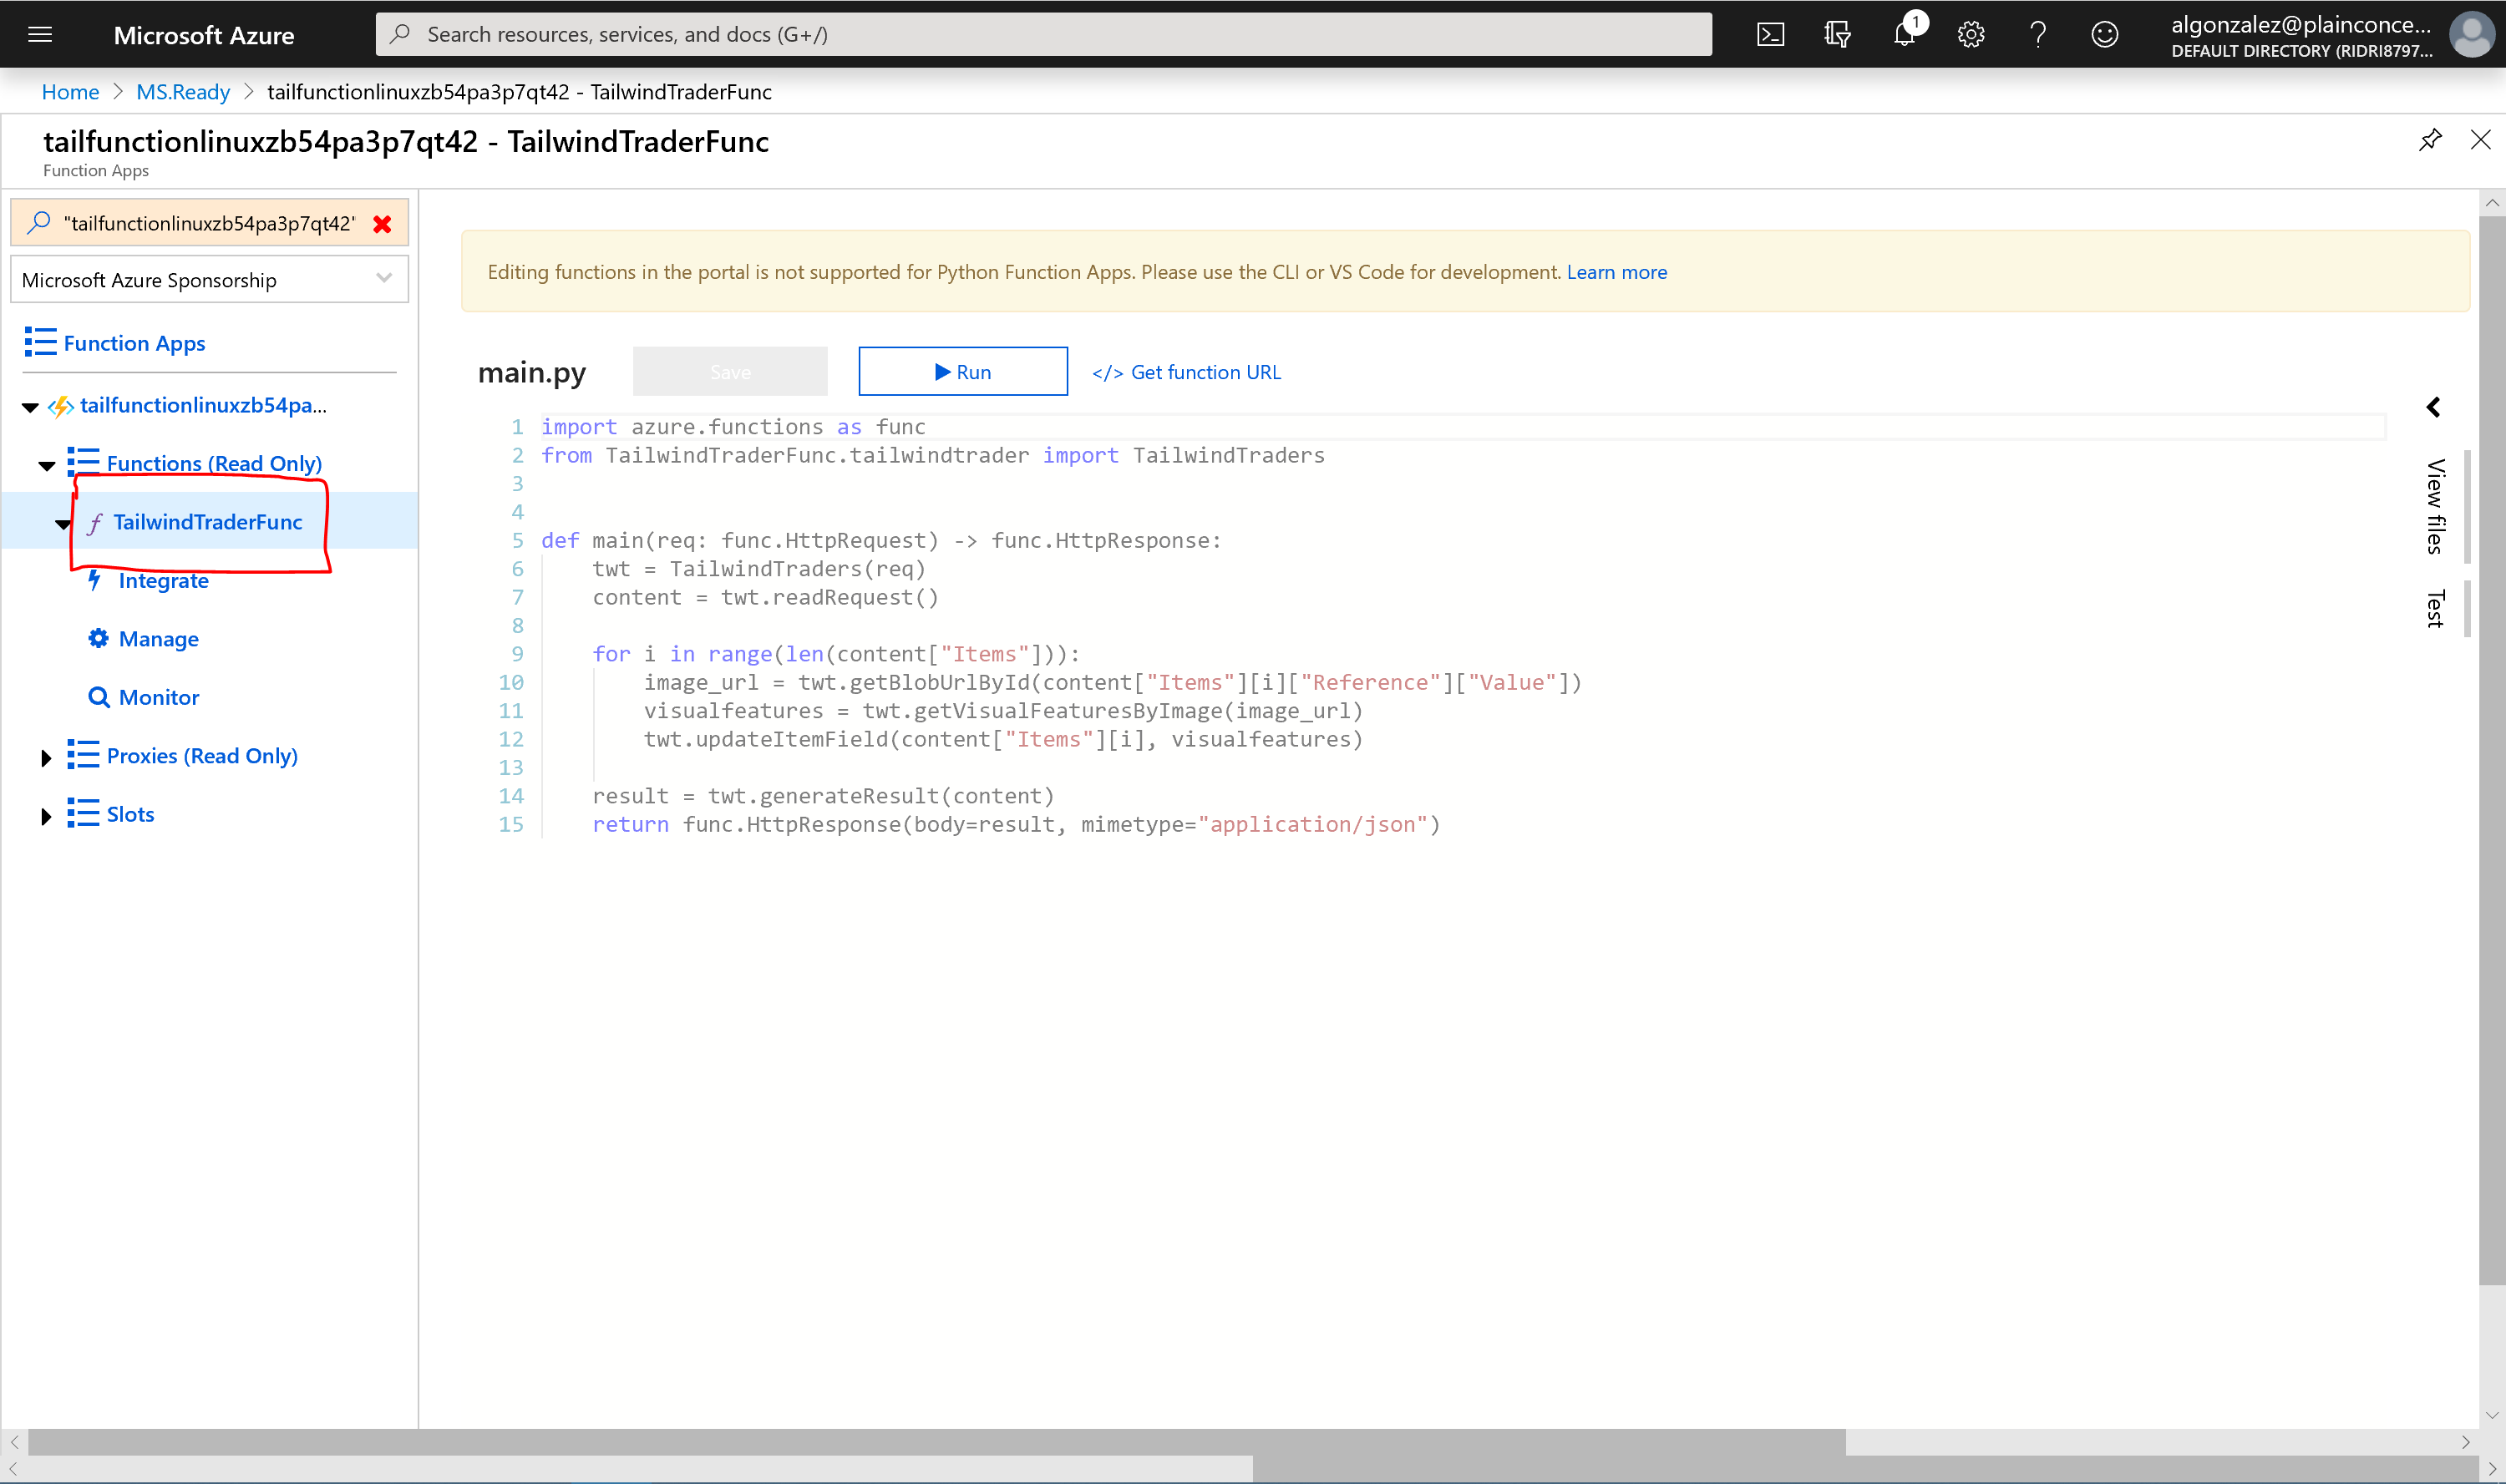 Microsoft Azure
Search resources, services, and docs (G+/)
1
algonzalez@plainconce...
DEFAULT DIRECTORY (RIDRI8797...
Home > MS.Ready > tailfunctionlinuxzb54pa3p7qt42 - TailwindTraderFunc
tailfunctionlinuxzb54pa3p7qt42 - TailwindTraderFunc
Function Apps
"tailfunctionlinuxzb54pa3p7qt42"
Microsoft Azure Sponsorship
Function Apps
tailfunctionlinuxzb54pa...
Functions (Read Only)
f TailwindTraderFunc
Integrate
Manage
Monitor
Proxies (Read Only)
Slots
Editing functions in the portal is not supported for Python Function Apps. Please use the CLI or VS Code for development. Learn more
main.py Save Run </> Get function URL
1 import azure.functions as func
2 from TailwindTraderFunc.tailwindtrader import TailwindTraders
3
4
5 def main(req: func.HttpRequest) -> func.HttpResponse:
6 twt = TailwindTraders(req)
7 content = twt.readRequest()
8
9 for i in range(len(content["Items"])):
10 image_url = twt.getBlobUrlById(content["Items"][i]["Reference"]["Value"])
11 visualfeatures = twt.getVisualFeaturesByImage(image_url)
12 twt.updateItemField(content["Items"][i], visualfeatures)
13
14 result = twt.generateResult(content)
15 return func.HttpResponse(body=result, mimetype="application/json")
View files
Test